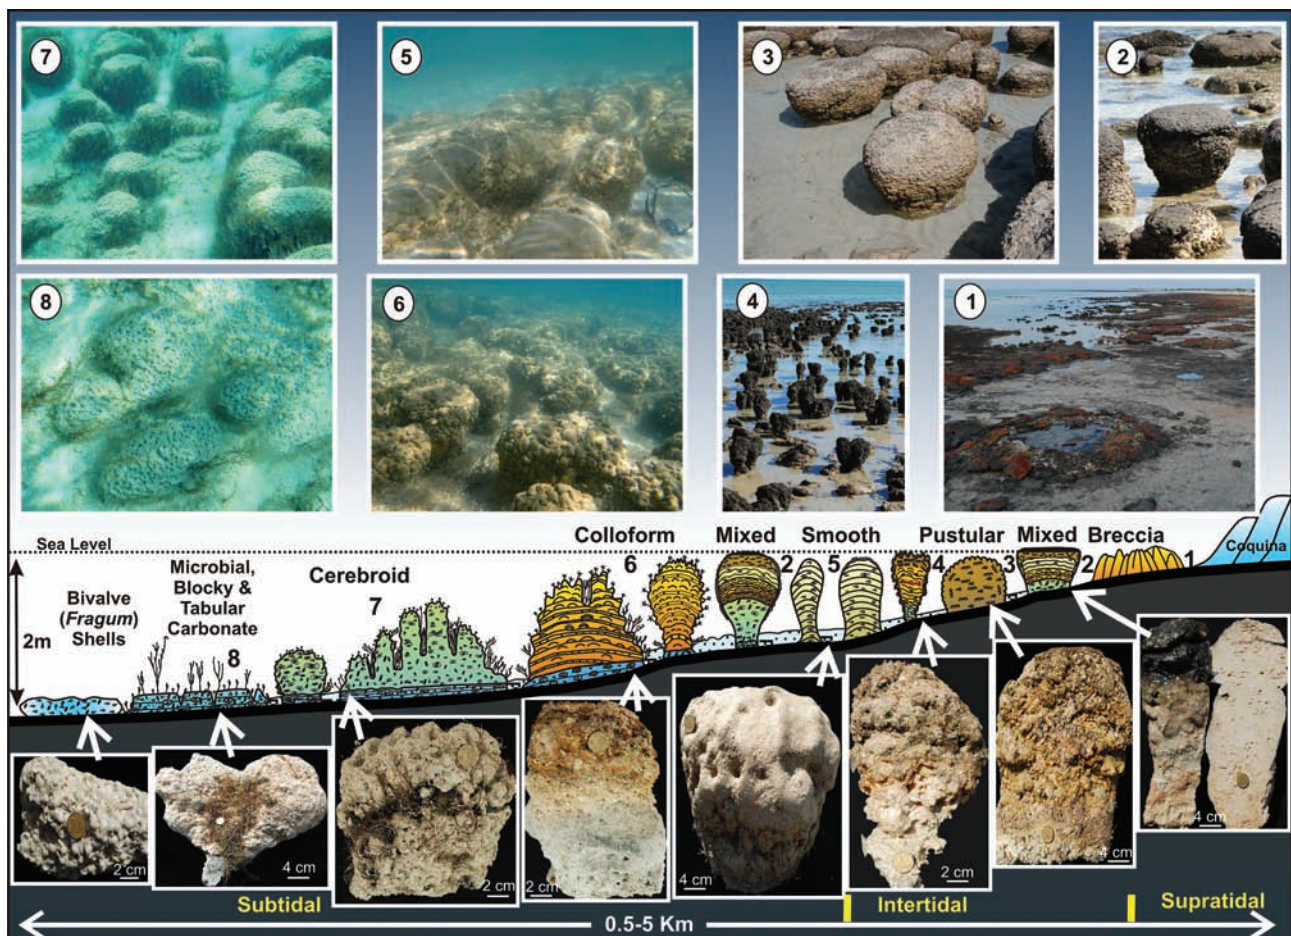 7
5
3
2
8
6
4
1
Sea Level
Colloform
Mixed
Smooth
Pustular
Mixed
Breccia
Coquina
6
2
5
4
3
2
1
Microbial,
Blocky &
Tabular
Carbonate
8
Cerebroid
7
Bivalve
(Fragum)
Shells
2m
2 cm
4 cm
2 cm
2 cm
4 cm
2 cm
4 cm
4 cm
Subtidal
Intertidal
Supratidal
0.5-5 Km